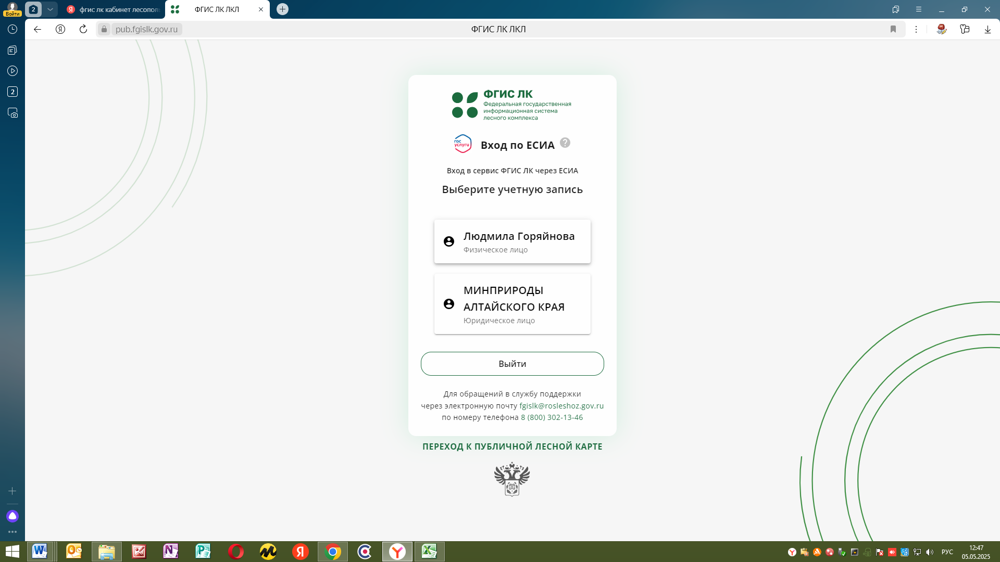 Войти
2
фгис лк кабинет лесопол
ФГИС ЛК ЛКЛ
pub.fgislk.gov.ru
ФГИС ЛК ЛКЛ
2
ФГИС ЛК
Федеральная государственная
информационная система
лесного комплекса
гос
услуги
Вход по ЕСИА
?
Вход в сервис ФГИС ЛК через ЕСИА
Выберите учетную запись
Людмила Горяйнова
Физическое лицо
МИНПРИРОДЫ
АЛТАЙСКОГО КРАЯ
Юридическое лицо
Выйти
Для обращений в службу поддержки
через электронную почту fgislk@rosleshoz.gov.ru
по номеру телефона 8 (800) 302-13-46
ПЕРЕХОД К ПУБЛИЧНОЙ ЛЕСНОЙ КАРТЕ
РУС
12:47
05.05.2025